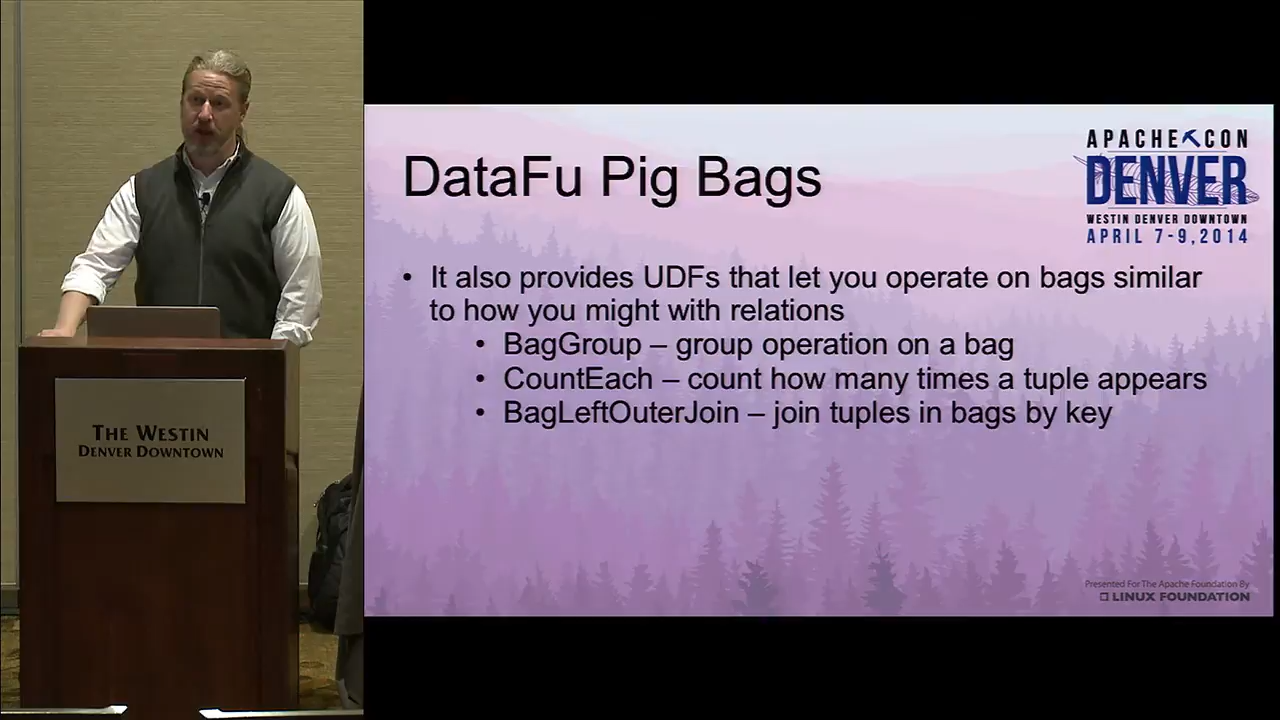 DataFu Pig Bags
APACHE CON
DENVER
WESTIN DENVER DOWNTOWN
APRIL 7-9, 2014
• It also provides UDFs that let you operate on bags similar
to how you might with relations
• BagGroup – group operation on a bag
• CountEach – count how many times a tuple appears
• BagLeftOuterJoin – join tuples in bags by key
THE WESTIN
DENVER DOWNTOWN
Presented For The Apache Foundation By
LINUX FOUNDATION